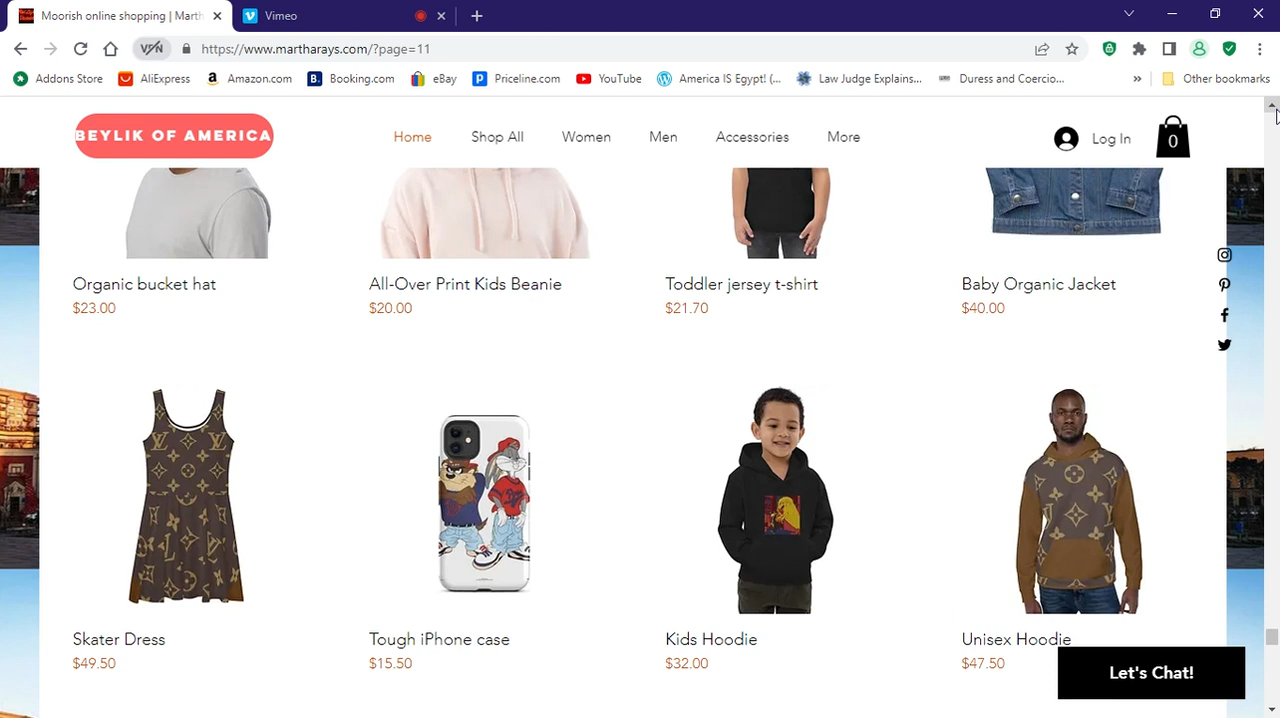 Moorish online shopping | Marth
Vimeo
VPN
https://www.martharays.com/?page=11
Addons Store
AliExpress
Amazon.com
Booking.com
eBay
Priceline.com
YouTube
America IS Egypt! (...
Law Judge Explains...
Duress and Coercio...
»
Other bookmarks
BEYLIK OF AMERICA
Home
Shop All
Women
Men
Accessories
More
Log In
0
Organic bucket hat
$23.00
All-Over Print Kids Beanie
$20.00
Toddler jersey t-shirt
$21.70
Baby Organic Jacket
$40.00
Skater Dress
$49.50
Tough iPhone case
$15.50
Kids Hoodie
$32.00
Unisex Hoodie
$47.50
Let's Chat!